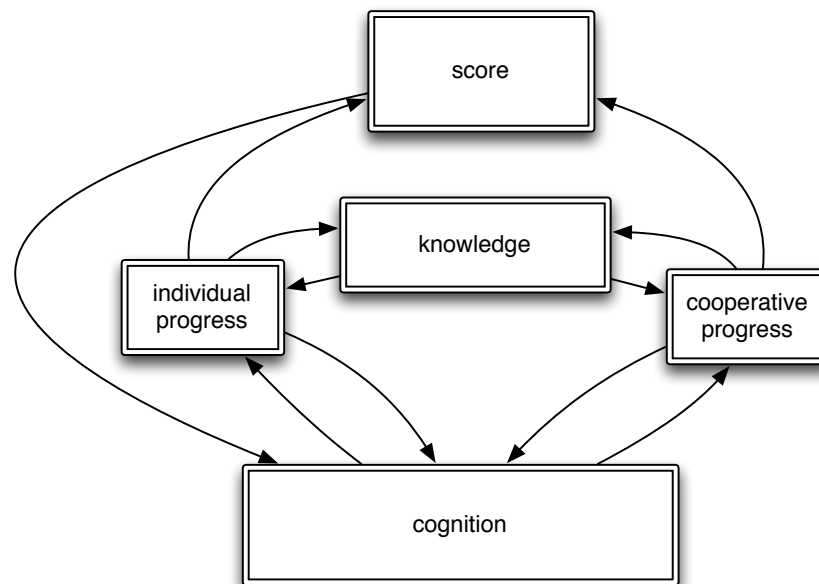 score
knowledge
individual
progress
cooperative
progress
cognition